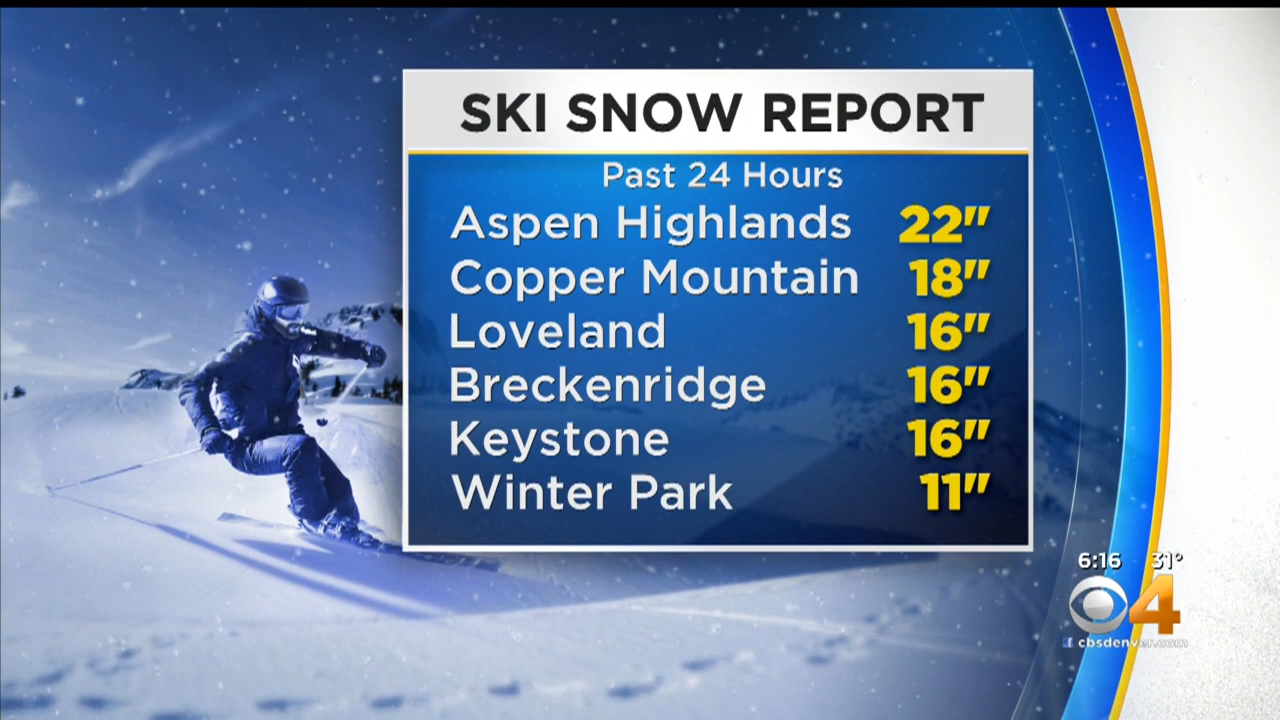 SKI SNOW REPORT
Past 24 Hours
Aspen Highlands 22"
Copper Mountain 18"
Loveland 16"
Breckenridge 16"
Keystone 16"
Winter Park 11"
6:16 31°
4
f cbsdenver.com